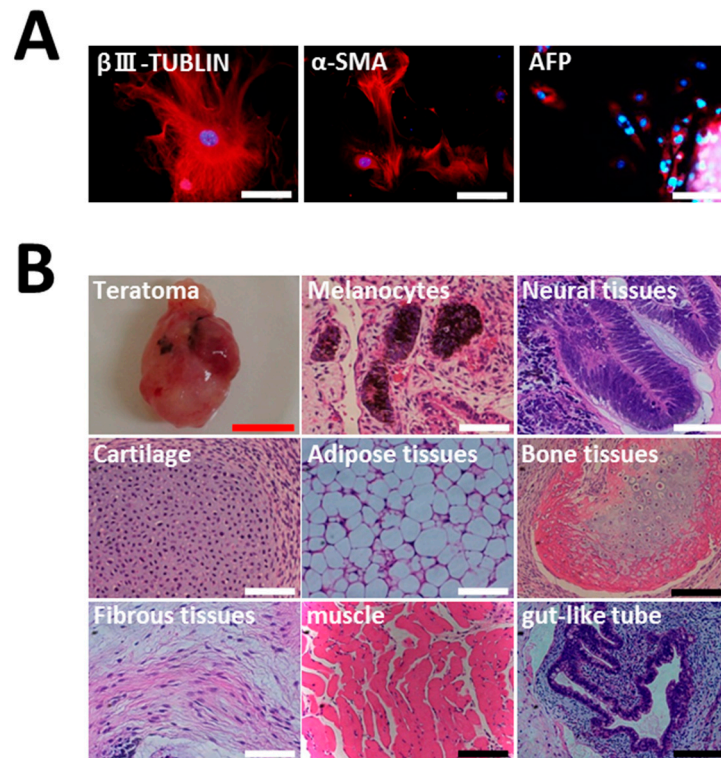 A
βⅢ-TUBLIN
α-SMA
AFP
B
Teratoma
Melanocytes
Neural tissues
Cartilage
Adipose tissues
Bone tissues
Fibrous tissues
muscle
gut-like tube